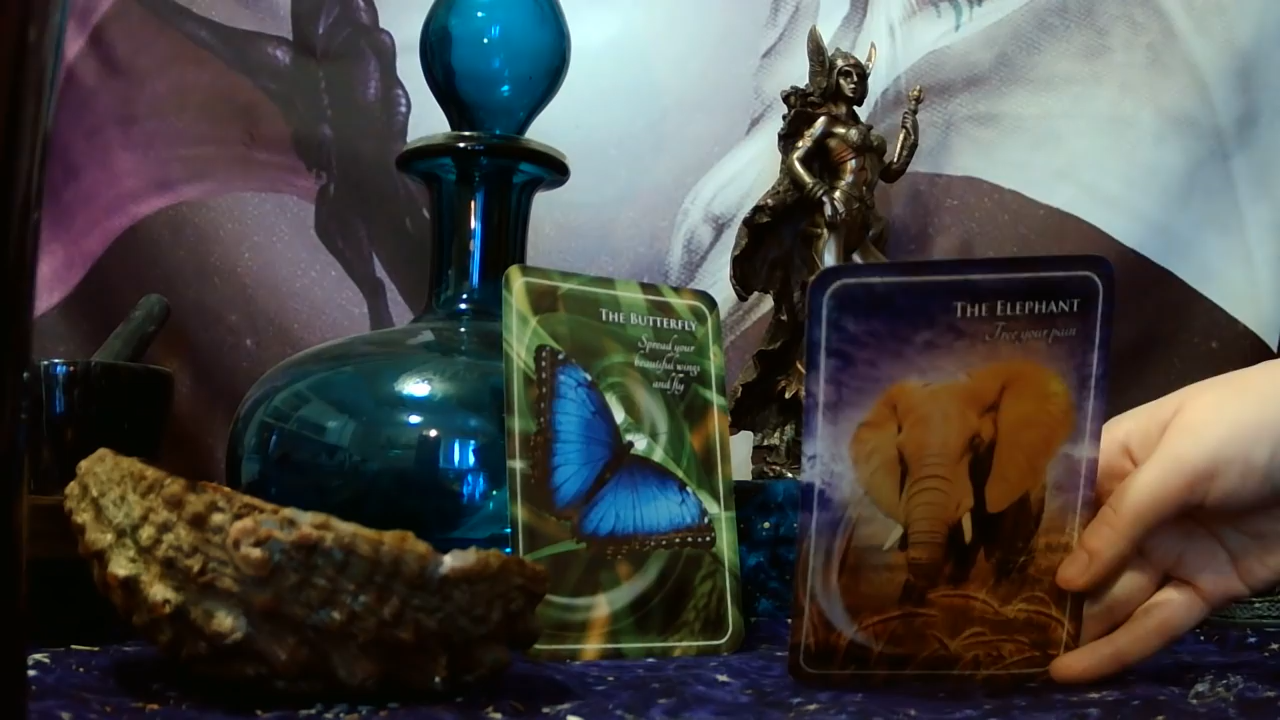 THE BUTTERFLY
Spread your
beautiful wings
and fly
THE ELEPHANT
Free your pain